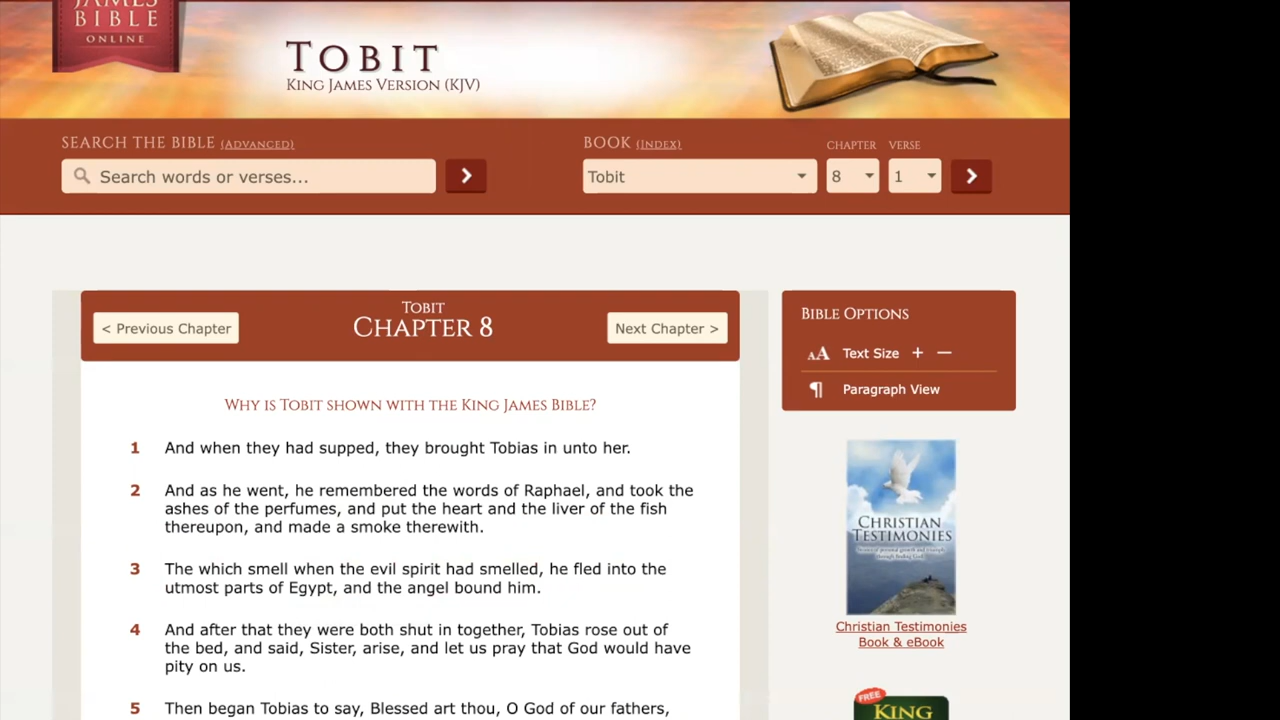 JAMES
BIBLE
ONLINE
TOBIT
KING JAMES VERSION (KJV)
SEARCH THE BIBLE (ADVANCED)
Search words or verses...
BOOK (INDEX)
CHAPTER VERSE
Tobit
8
1
< Previous Chapter
TOBIT
CHAPTER 8
Next Chapter >
WHY IS TOBIT SHOWN WITH THE KING JAMES BIBLE?
1 And when they had supped, they brought Tobias in unto her.
2 And as he went, he remembered the words of Raphael, and took the
ashes of the perfumes, and put the heart and the liver of the fish
thereupon, and made a smoke therewith.
3 The which smell when the evil spirit had smelled, he fled into the
utmost parts of Egypt, and the angel bound him.
4 And after that they were both shut in together, Tobias rose out of
the bed, and said, Sister, arise, and let us pray that God would have
pity on us.
5 Then began Tobias to say, Blessed art thou, O God of our fathers,
BIBLE OPTIONS
AA Text Size + —
¶ Paragraph View
CHRISTIAN
TESTIMONIES
Christian Testimonies
Book & eBook
FREE
KING